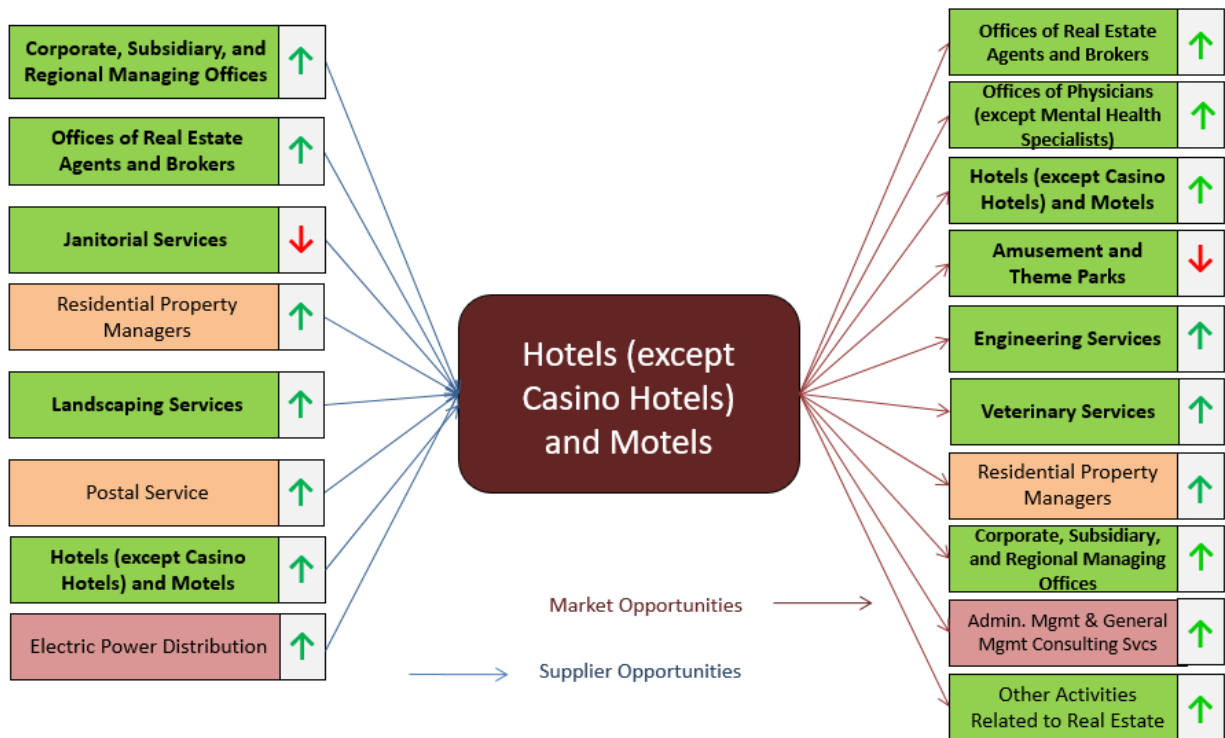 Corporate, Subsidiary, and
Regional Managing Offices
Offices of Real Estate
Agents and Brokers
Janitorial Services
Residential Property
Managers
Landscaping Services
Postal Service
Hotels (except Casino
Hotels) and Motels
Electric Power Distribution
Hotels (except
Casino Hotels)
and Motels
Market Opportunities
Supplier Opportunities
Offices of Real Estate
Agents and Brokers
Offices of Physicians
(except Mental Health
Specialists)
Hotels (except Casino
Hotels) and Motels
Amusement and
Theme Parks
Engineering Services
Veterinary Services
Residential Property
Managers
Corporate, Subsidiary,
and Regional Managing
Offices
Admin. Mgmt & General
Mgmt Consulting Svcs
Other Activities
Related to Real Estate